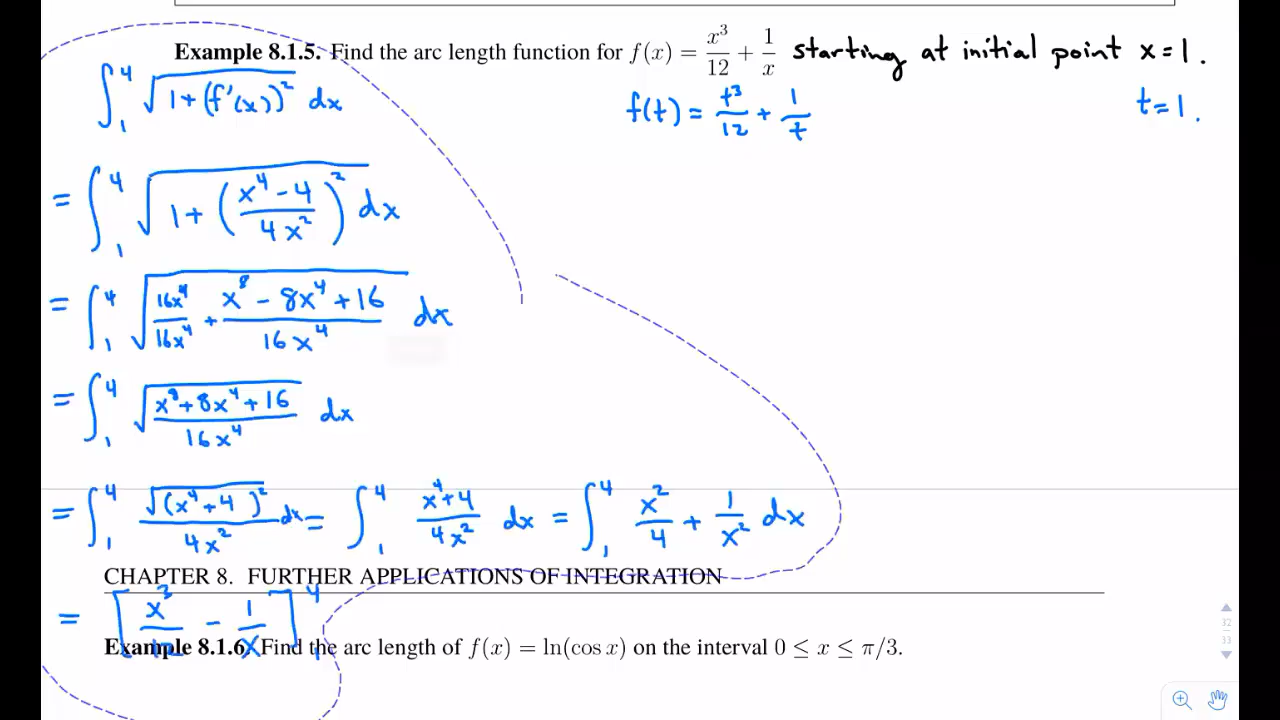 Example 8.1.5. Find the arc length function for f(x) = x³/12 + 1/x starting at initial point x = 1.
f(t) = t³/12 + 1/t t = 1.
∫₁⁴ √(1 + (f'(x))²) dx
= ∫₁⁴ √(1 + ((x⁴ - 4)/(4x²))²) dx
= ∫₁⁴ √(16x⁴/16x⁴ + (x⁸ - 8x⁴ + 16)/(16x⁴)) dx
= ∫₁⁴ √((x⁸ + 8x⁴ + 16)/(16x⁴)) dx
= ∫₁⁴ √((x⁴ + 4)²)/(4x²) dx = ∫₁⁴ (x⁴ + 4)/(4x²) dx = ∫₁⁴ x²/4 + 1/x² dx
CHAPTER 8. FURTHER APPLICATIONS OF INTEGRATION
= [x³/12 - 1/x]₁⁴
Example 8.1.6. Find the arc length of f(x) = ln(cos x) on the interval 0 ≤ x ≤ π/3.
32
33